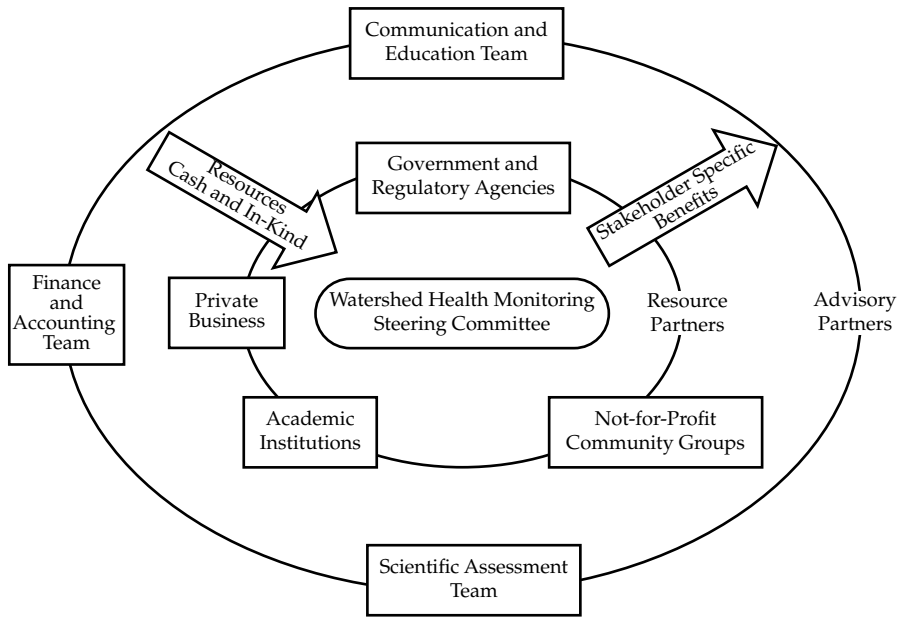 Communication and
Education Team
Resources
Cash and In-Kind
Government and
Regulatory Agencies
Stakeholder Specific
Benefits
Finance
and
Accounting
Team
Private
Business
Watershed Health Monitoring
Steering Committee
Resource
Partners
Advisory
Partners
Academic
Institutions
Not-for-Profit
Community Groups
Scientific Assessment
Team